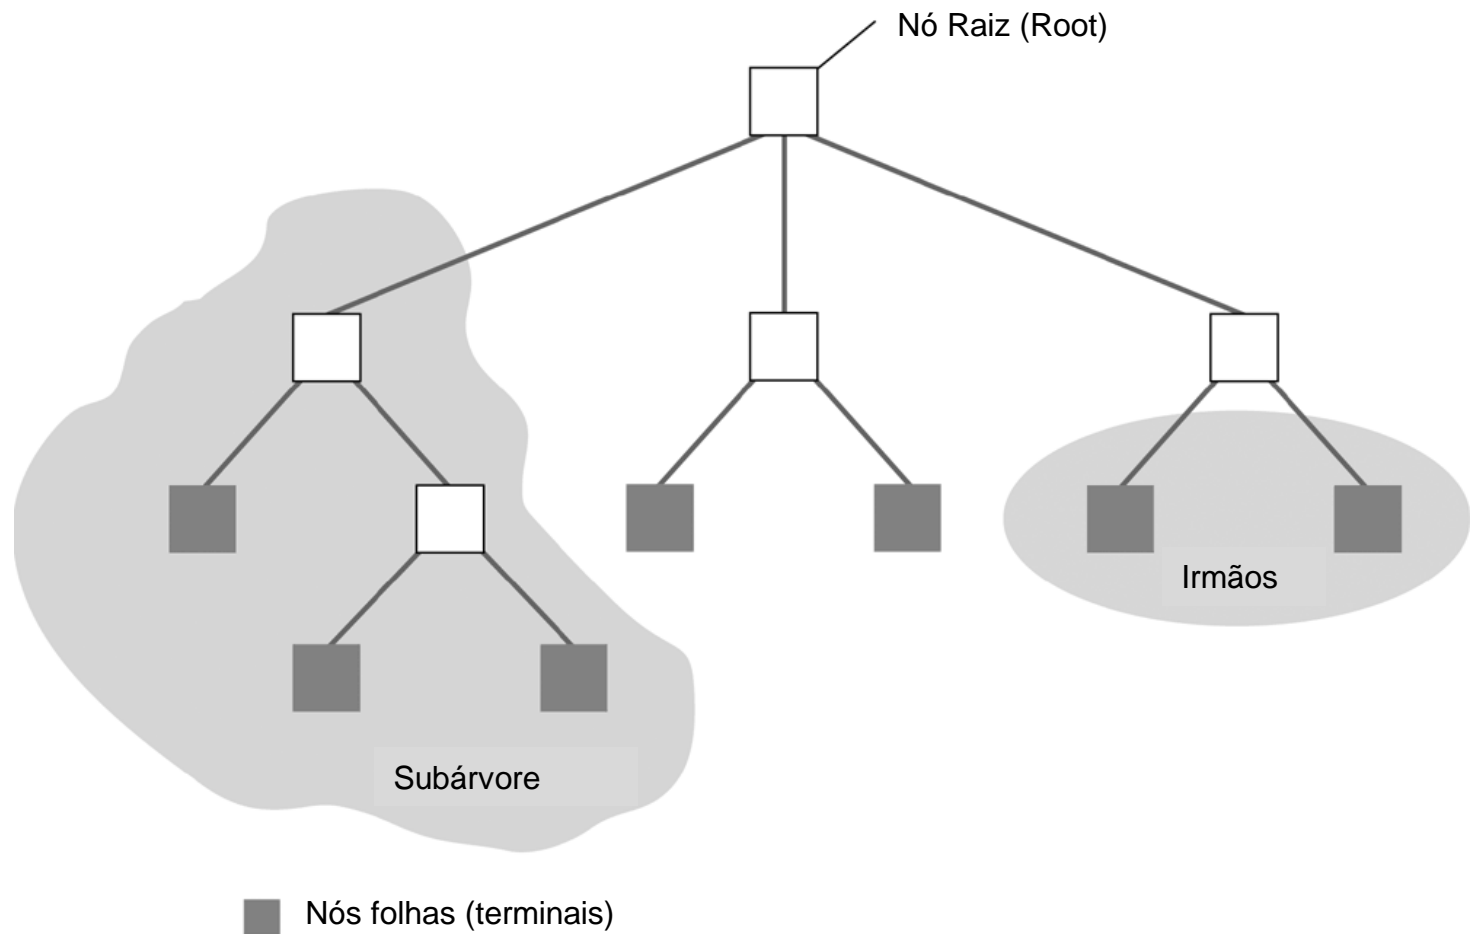 Nó Raiz (Root)
Irmãos
Subárvore
Nós folhas (terminais)